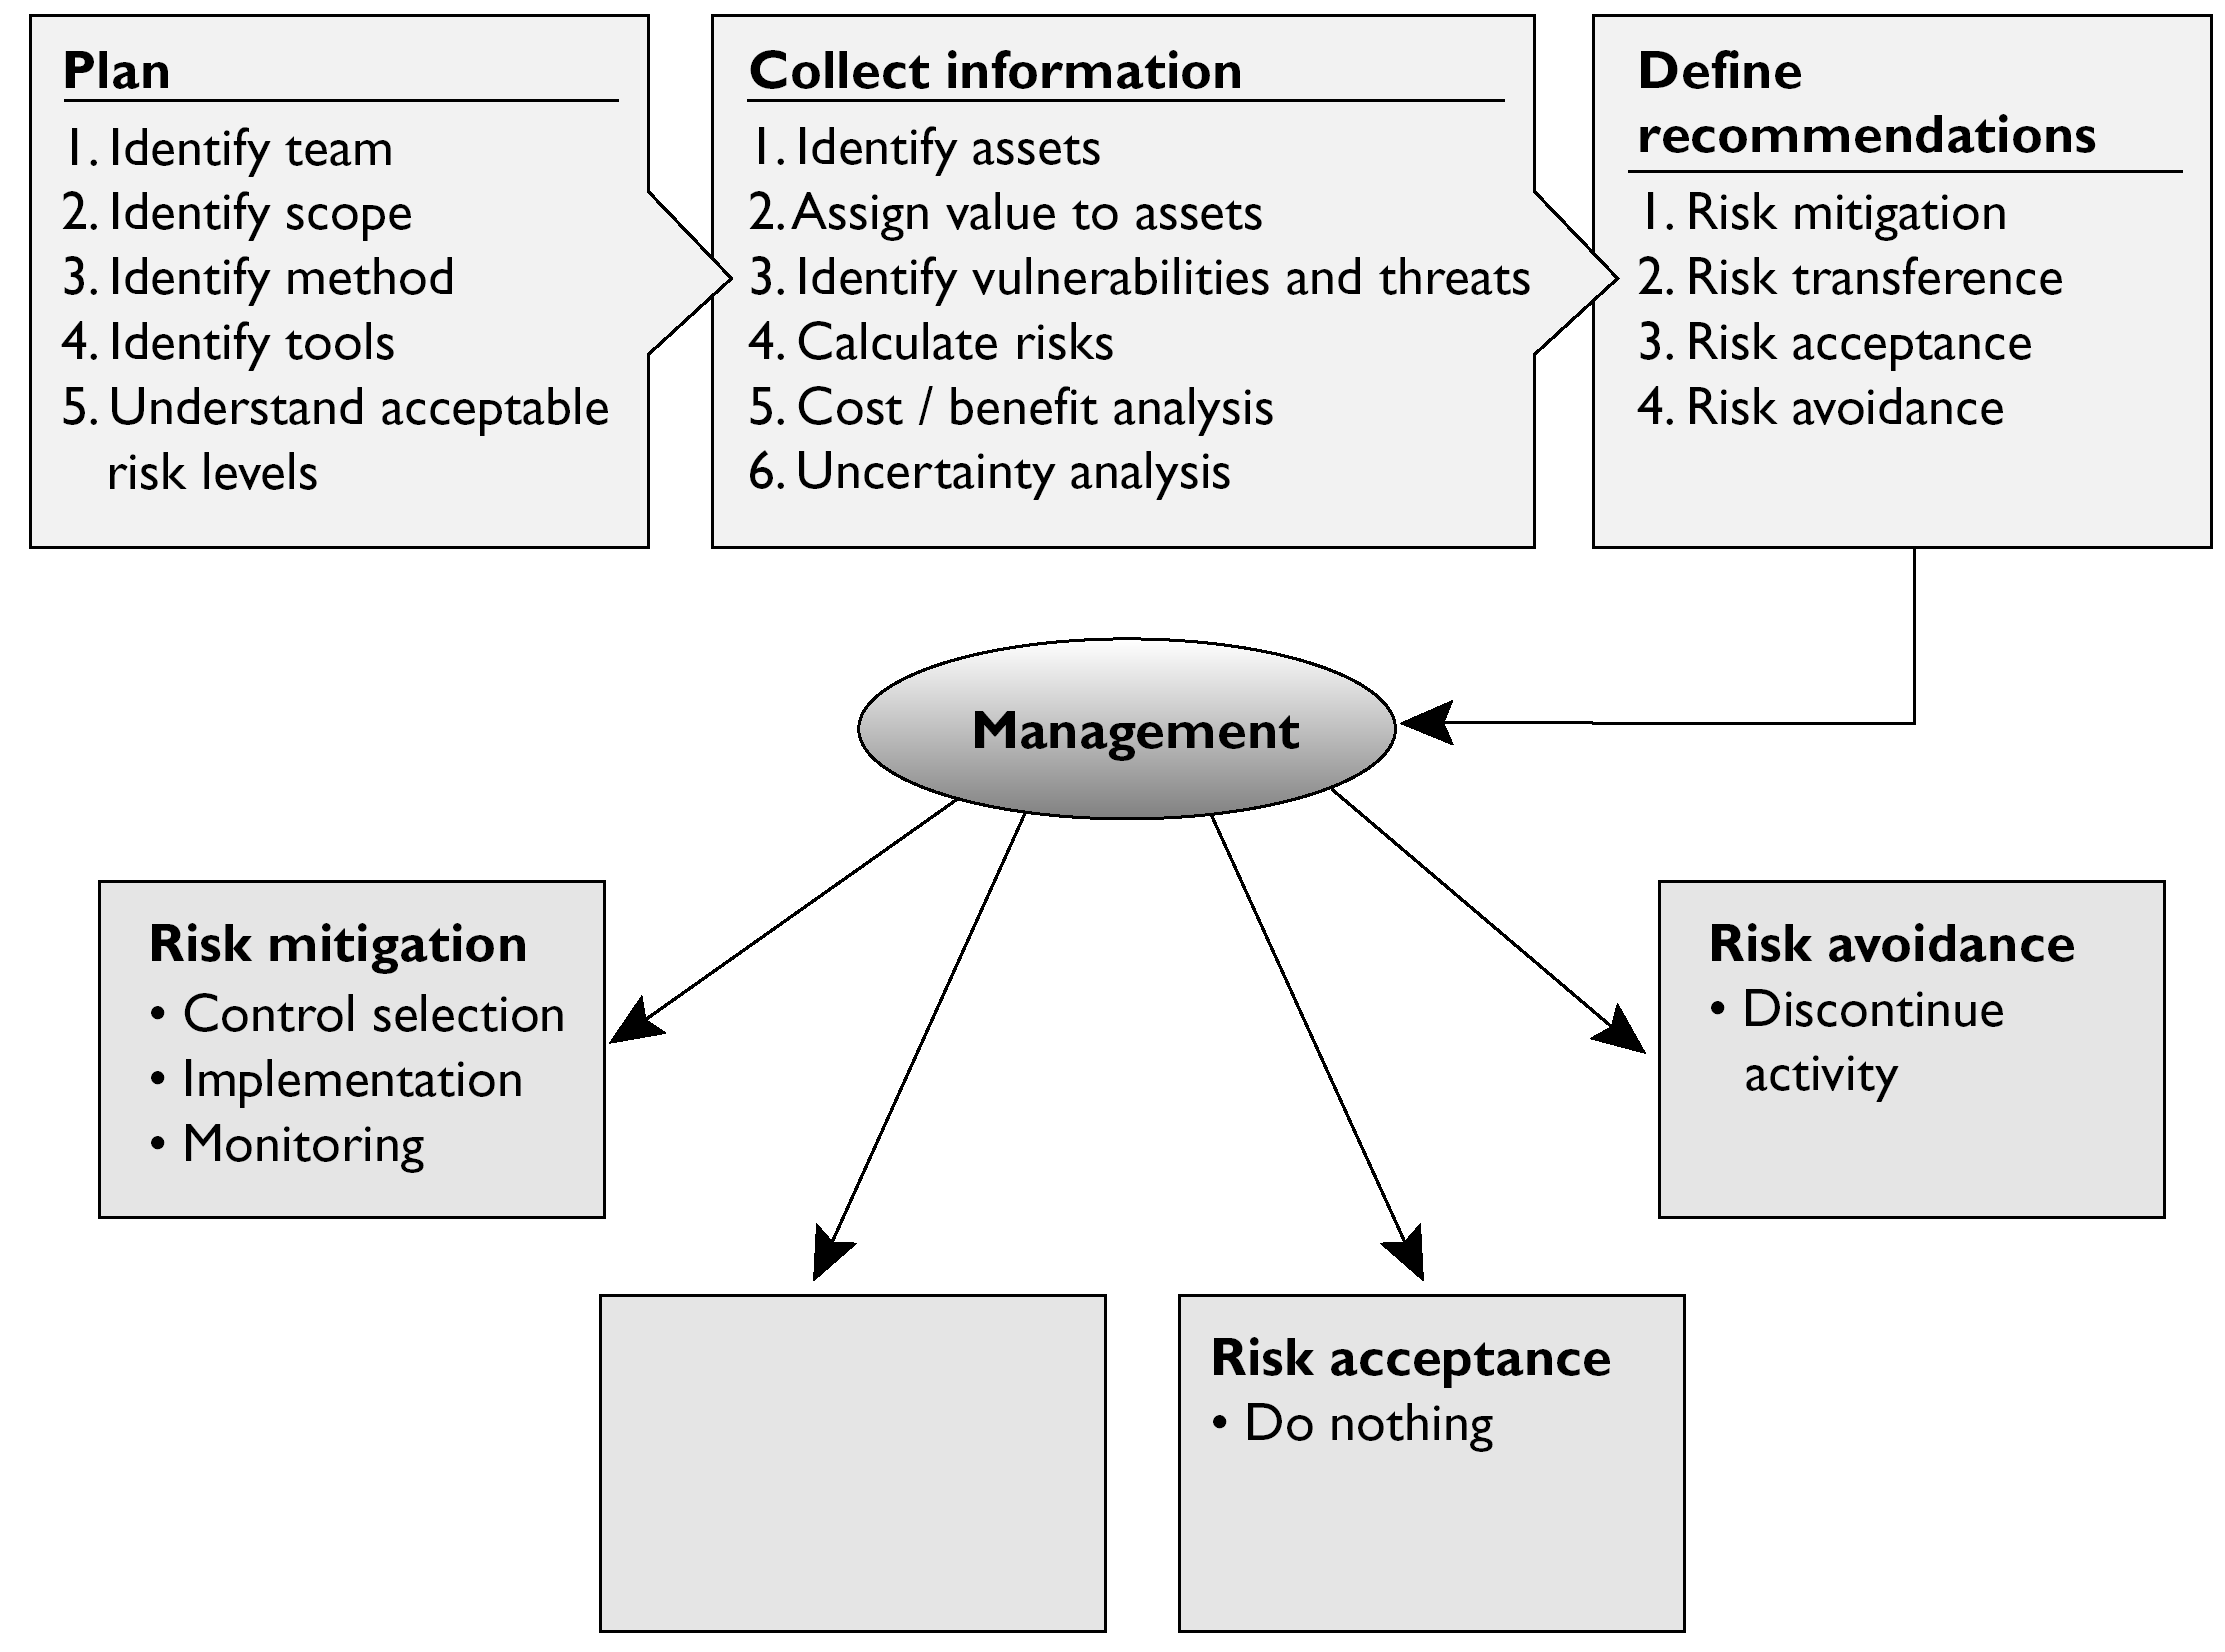 Plan
1. Identify team
2. Identify scope
3. Identify method
4. Identify tools
5. Understand acceptable
risk levels
Collect information
1. Identify assets
2. Assign value to assets
3. Identify vulnerabilities and threats
4. Calculate risks
5. Cost / benefit analysis
6. Uncertainty analysis
Define
recommendations
1. Risk mitigation
2. Risk transference
3. Risk acceptance
4. Risk avoidance
Management
Risk mitigation
• Control selection
• Implementation
• Monitoring
Risk avoidance
• Discontinue
activity
Risk acceptance
• Do nothing